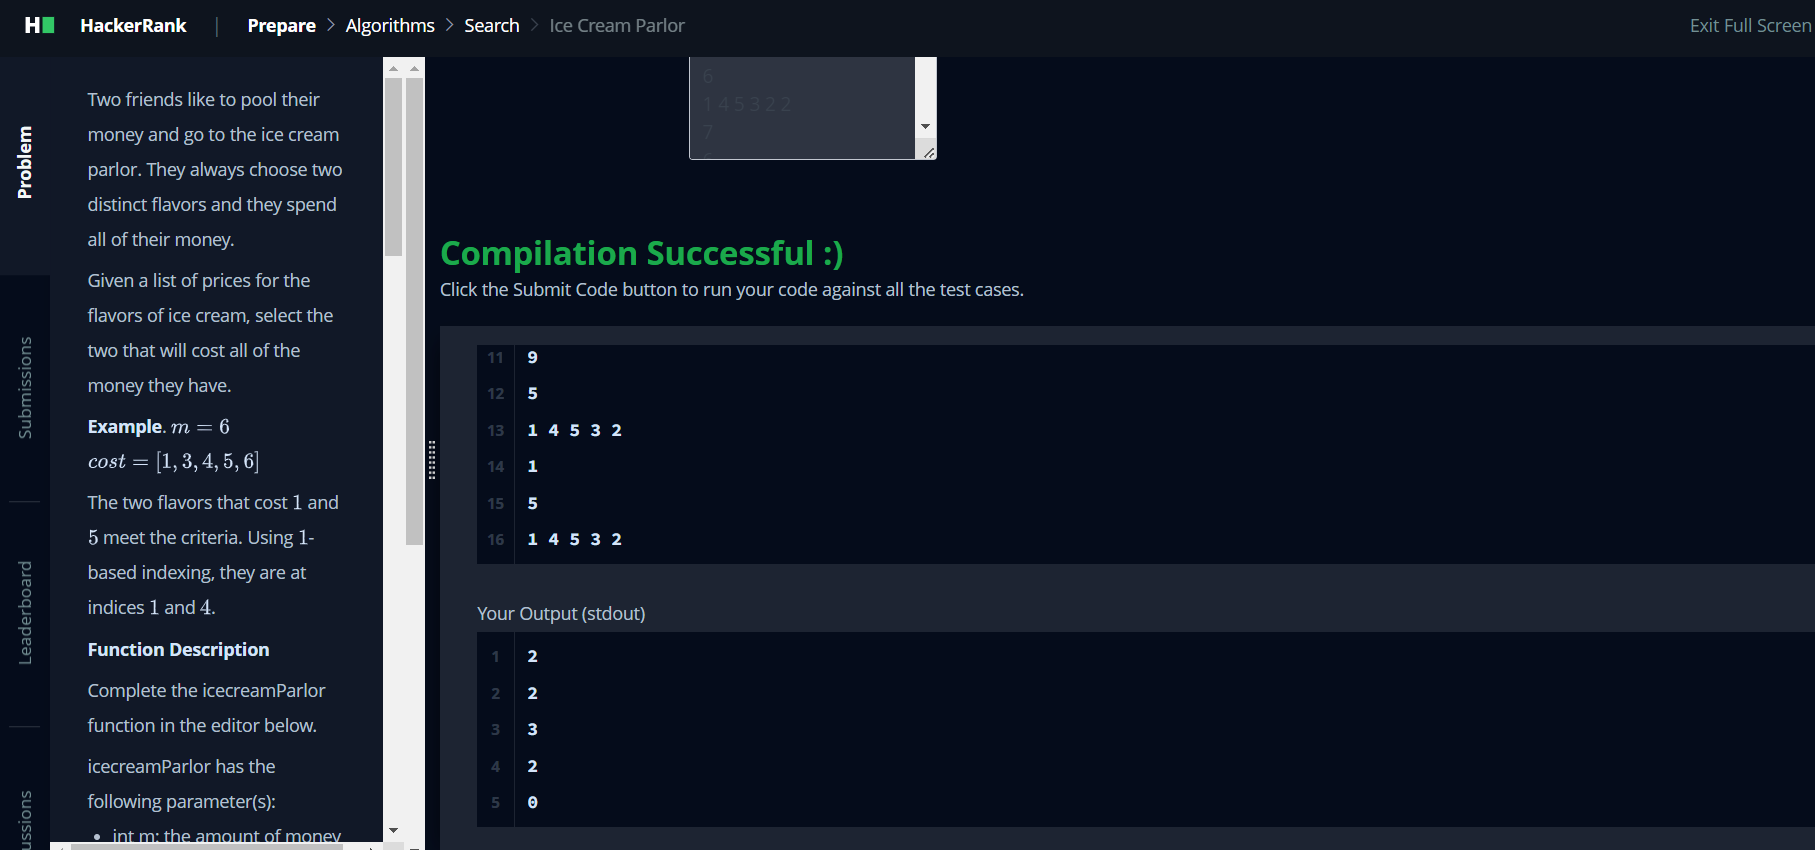 HackerRank | Prepare > Algorithms > Search > Ice Cream Parlor Exit Full Screen
Problem
Submissions
Leaderboard
ussions
Two friends like to pool their
money and go to the ice cream
parlor. They always choose two
distinct flavors and they spend
all of their money.
Given a list of prices for the
flavors of ice cream, select the
two that will cost all of the
money they have.
Example. m = 6
cost = [1, 3, 4, 5, 6]
The two flavors that cost 1 and
5 meet the criteria. Using 1-
based indexing, they are at
indices 1 and 4.
Function Description
Complete the icecreamParlor
function in the editor below.
icecreamParlor has the
following parameter(s):
• int m: the amount of money
6
1 4 5 3 2 2
7
Compilation Successful :)
Click the Submit Code button to run your code against all the test cases.
11 9
12 5
13 1 4 5 3 2
14 1
15 5
16 1 4 5 3 2
Your Output (stdout)
1 2
2 2
3 3
4 2
5 0